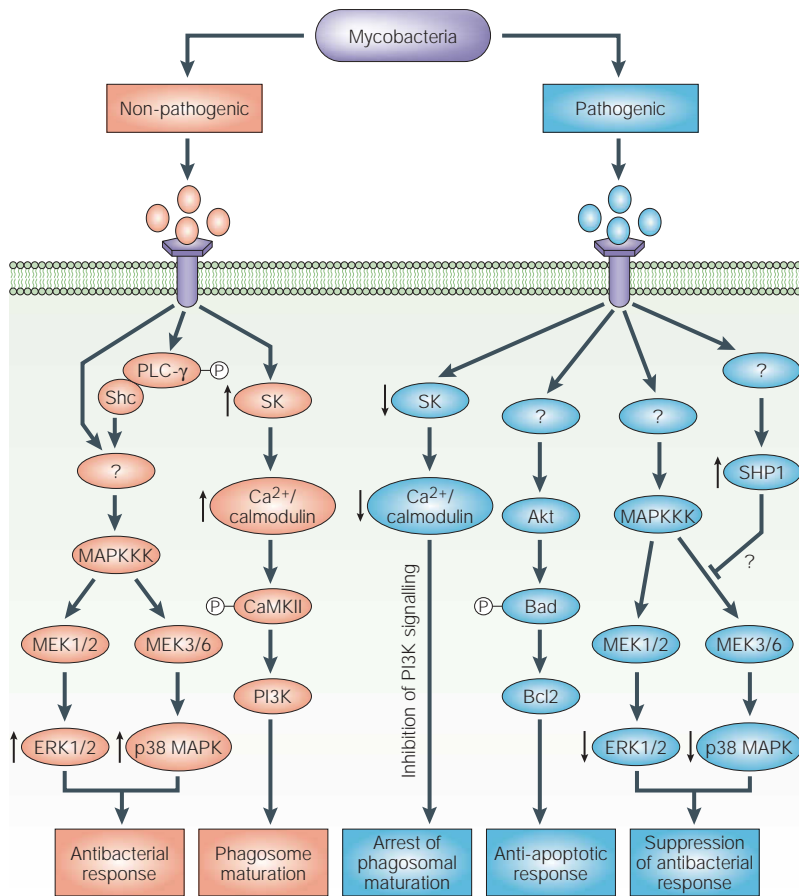 Mycobacteria
Non-pathogenic
Pathogenic
PLC-γ
P
Shc
SK
?
Ca2+/
calmodulin
MAPKKK
P
CaMKII
MEK1/2
MEK3/6
PI3K
ERK1/2
p38 MAPK
Antibacterial
response
Phagosome
maturation
SK
Ca2+/
calmodulin
Inhibition of PI3K signalling
Arrest of
phagosomal
maturation
?
Akt
P
Bad
Bcl2
Anti-apoptotic
response
?
MAPKKK
?
SHP1
?
MEK1/2
MEK3/6
ERK1/2
p38 MAPK
Suppression
of antibacterial
response